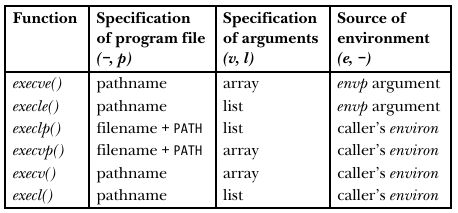 Function Specification Specification Source of
of program file of arguments environment
(–, p) (v, l) (e, –)
execve() pathname array envp argument
execle() pathname list envp argument
execlp() filename + PATH list caller’s environ
execvp() filename + PATH array caller’s environ
execv() pathname array caller’s environ
execl() pathname list caller’s environ